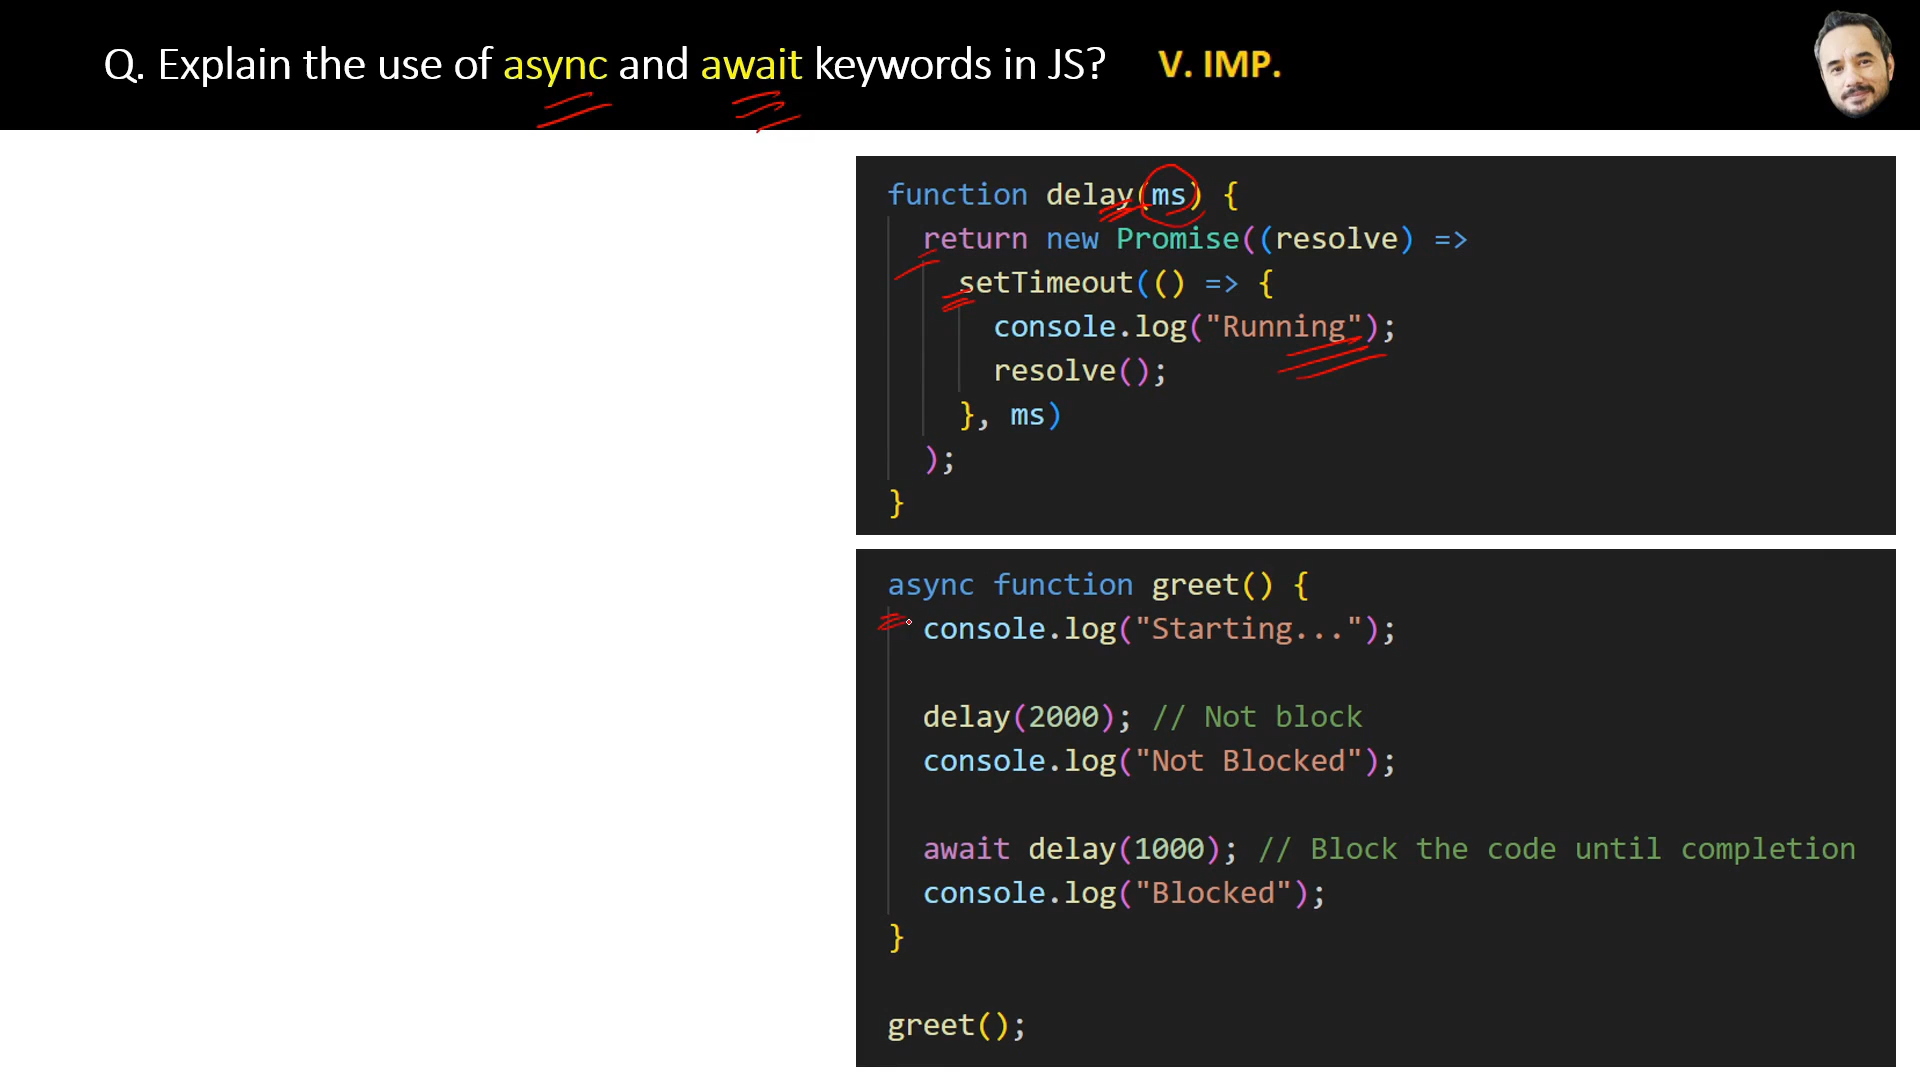 Q. Explain the use of async and await keywords in JS? V. IMP.
function delay(ms) {
return new Promise((resolve) =>
setTimeout(() => {
console.log("Running");
resolve();
}, ms)
);
}
async function greet() {
console.log("Starting...");
delay(2000); // Not block
console.log("Not Blocked");
await delay(1000); // Block the code until completion
console.log("Blocked");
}
greet();